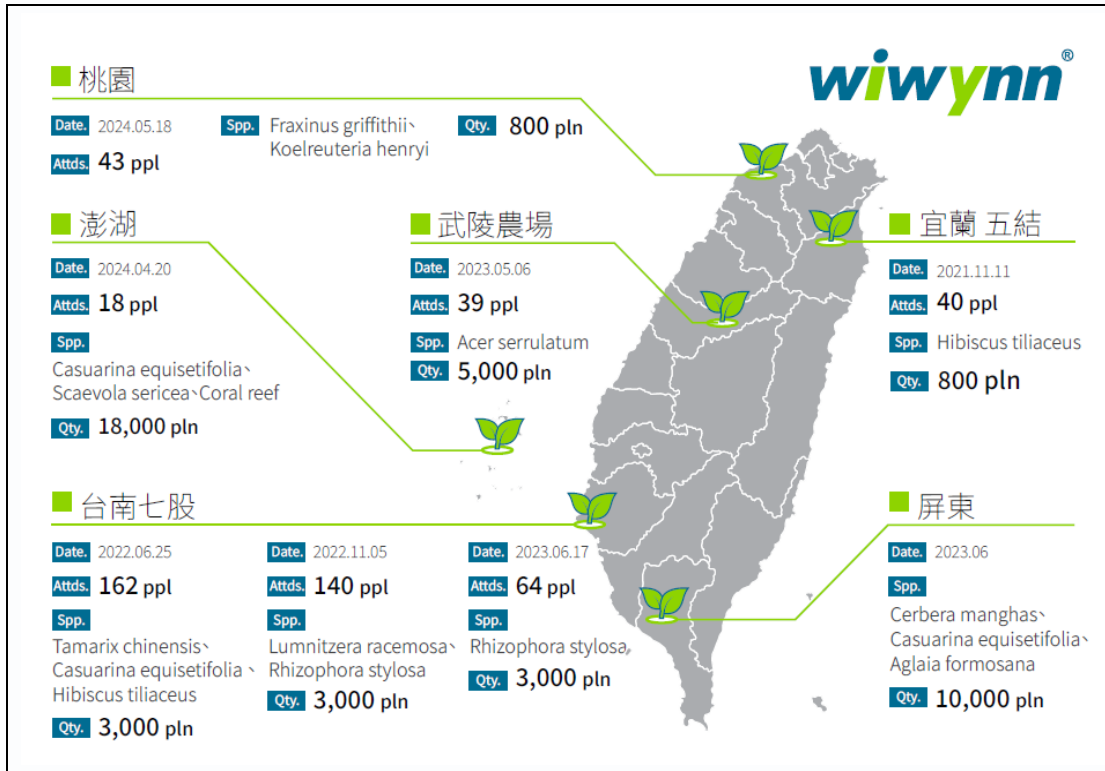 wiwynn®
桃園
Date. 2024.05.18
Attds. 43 ppl
Spp. Fraxinus griffithii、
Koelreuteria henryi
Qty. 800 pln
澎湖
Date. 2024.04.20
Attds. 18 ppl
Spp.
Casuarina equisetifolia、
Scaevola sericea、Coral reef
Qty. 18,000 pln
武陵農場
Date. 2023.05.06
Attds. 39 ppl
Spp. Acer serrulatum
Qty. 5,000 pln
宜蘭 五結
Date. 2021.11.11
Attds. 40 ppl
Spp. Hibiscus tiliaceus
Qty. 800 pln
台南七股
Date. 2022.06.25
Attds. 162 ppl
Spp.
Tamarix chinensis、
Casuarina equisetifolia、
Hibiscus tiliaceus
Qty. 3,000 pln
Date. 2022.11.05
Attds. 140 ppl
Spp.
Lumnitzera racemosa、
Rhizophora stylosa
Qty. 3,000 pln
Date. 2023.06.17
Attds. 64 ppl
Spp.
Rhizophora stylosa,
Qty. 3,000 pln
屏東
Date. 2023.06
Spp.
Cerbera manghas、
Casuarina equisetifolia、
Aglaia formosana
Qty. 10,000 pln